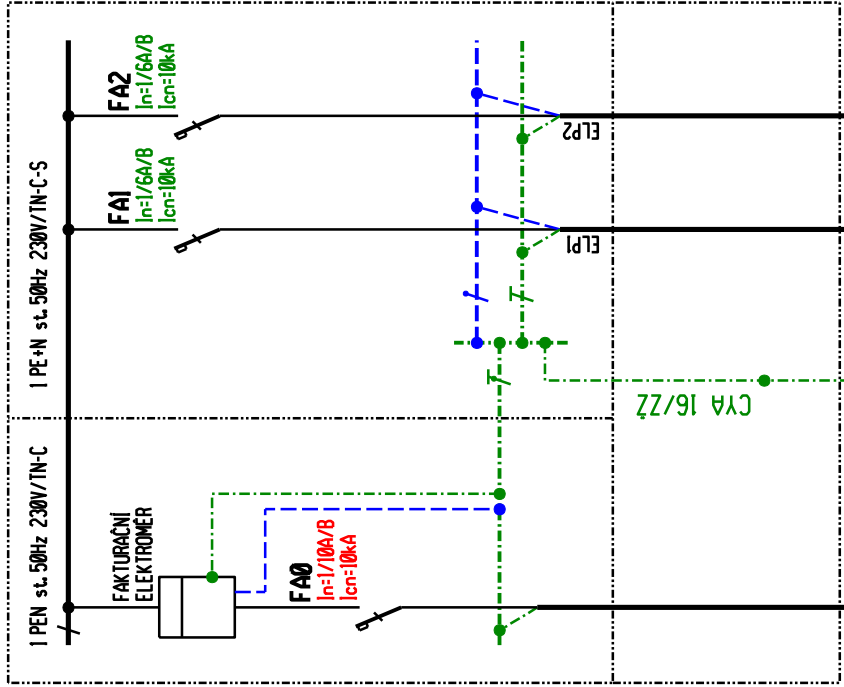 1 PEN st. 50Hz 230V/TN-C
1 PE+N st. 50Hz 230V/TN-C-S
FAKTURAČNÍ
ELEKTROMĚR
FA0
In=1/10A/B
Icn=10kA
FA1
In=1/6A/B
Icn=10kA
FA2
In=1/6A/B
Icn=10kA
ELP1
ELP2
CYA 16/ZŽ